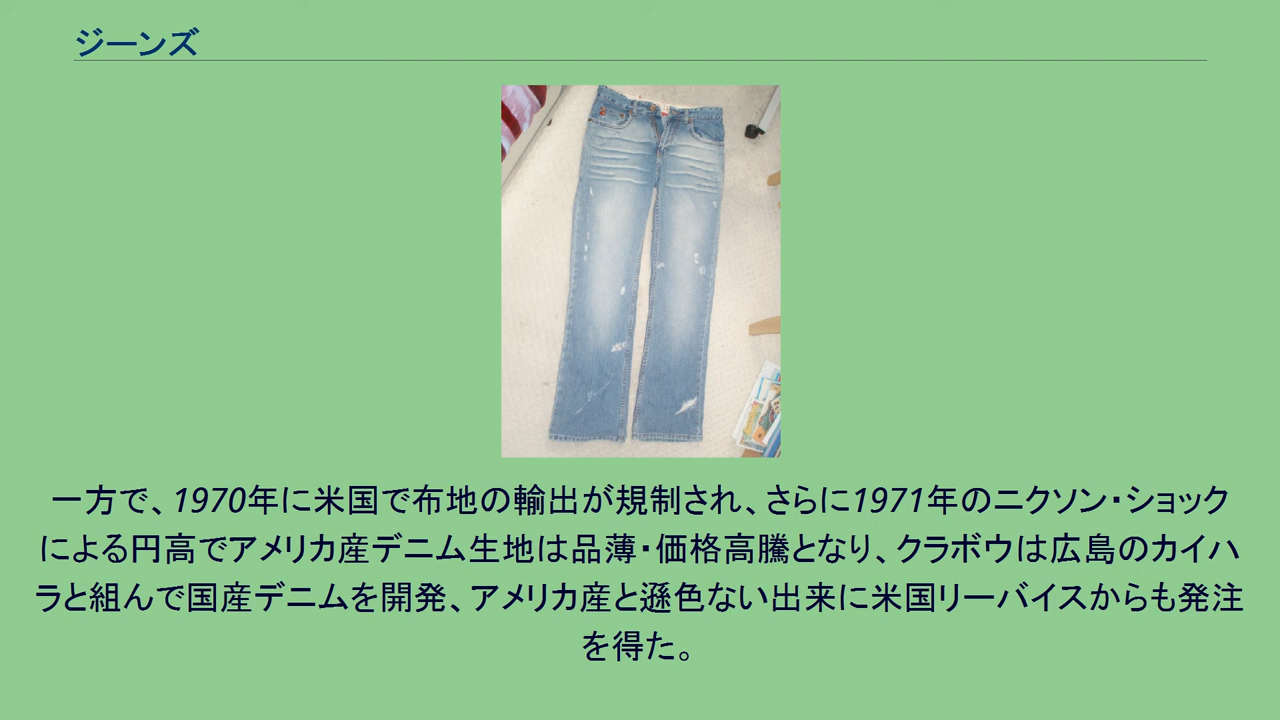 ジーンズ
一方で、1970年に米国で布地の輸出が規制され、さらに1971年のニクソン・ショック
による円高でアメリカ産デニム生地は品薄・価格高騰となり、クラボウは広島のカイハ
ラと組んで国産デニムを開発、アメリカ産と遜色ない出来に米国リーバイスからも発注
を得た。